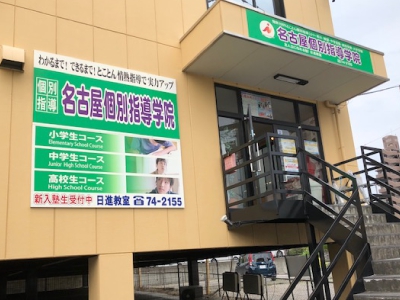 わかるまで!できるまで!とことん 情熱指導で 実力アップ
個別
指導
名古屋個別指導学院
小学生コース
Elementary School Course
中学生コース
Junior High School Course
高校生コース
High School Course
新入塾生受付中 日進教室 ☎74-2155
名古屋個別指導学院